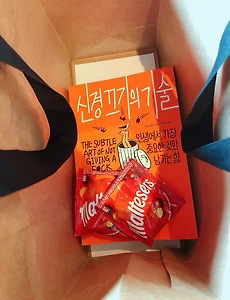 신경 끄기의 기술
THE SUBTLE
ART OF NOT
GIVING A
F*CK
인생에서 가장
중요한 것만
남기는 힘
Maltesers
Maltesers